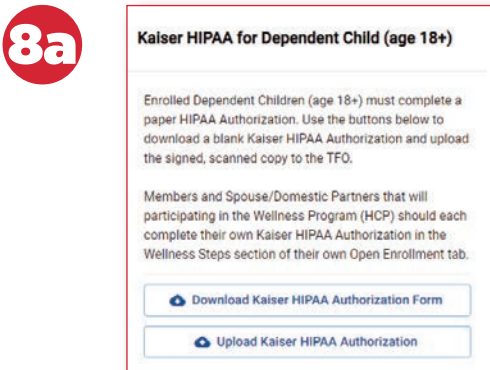 8a
Kaiser HIPAA for Dependent Child (age 18+)
Enrolled Dependent Children (age 18+) must complete a
paper HIPAA Authorization. Use the buttons below to
download a blank Kaiser HIPAA Authorization and upload
the signed, scanned copy to the TFO.
Members and Spouse/Domestic Partners that will
participating in the Wellness Program (HCP) should each
complete their own Kaiser HIPAA Authorization in the
Wellness Steps section of their own Open Enrollment tab.
Download Kaiser HIPAA Authorization Form
Upload Kaiser HIPAA Authorization